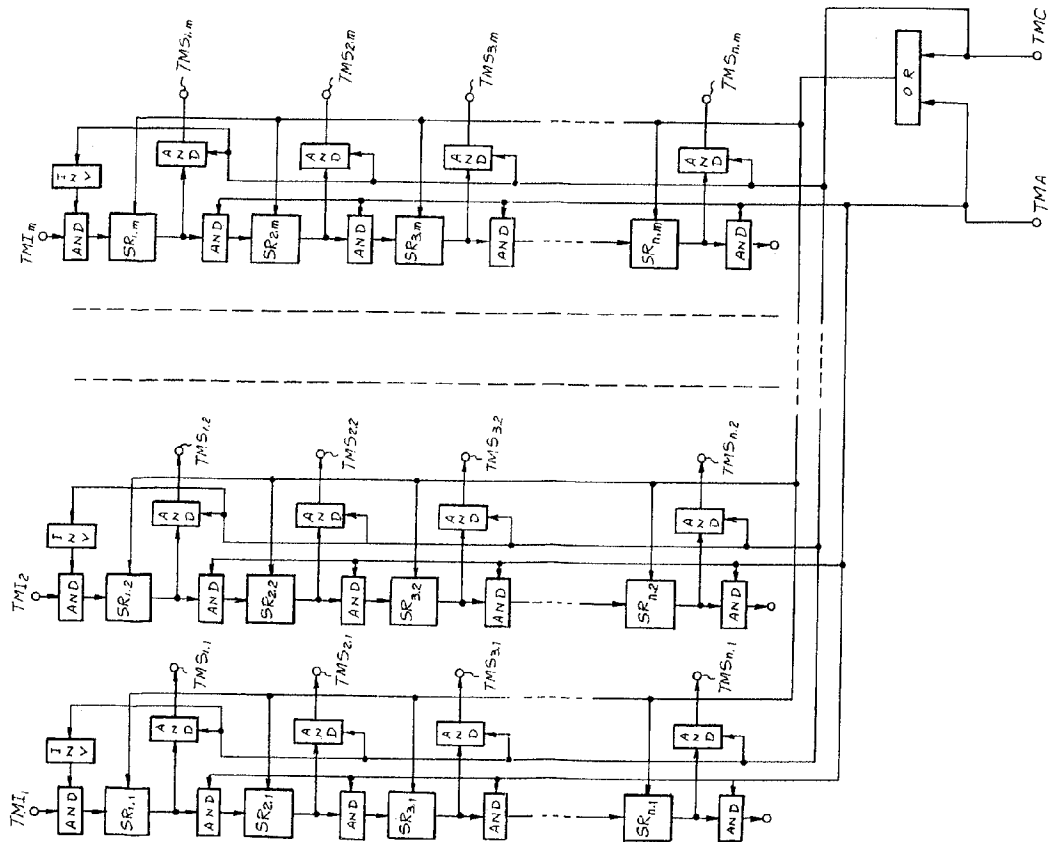 TMI1
INV
AND
SR1.1
AND
TMS1.1
AND
SR2.1
AND
TMS2.1
AND
SR3.1
AND
TMS3.1
AND
SRn.1
AND
TMSn.1
AND
TMI2
INV
AND
SR1.2
AND
TMS1.2
AND
SR2.2
AND
TMS2.2
AND
SR3.2
AND
TMS3.2
AND
SRn.2
AND
TMSn.2
AND
TMIm
INV
AND
SR1.m
AND
TMS1.m
AND
SR2.m
AND
TMS2.m
AND
SR3.m
AND
TMS3.m
AND
SRn.m
AND
TMSn.m
AND
OR
TMA
TMC